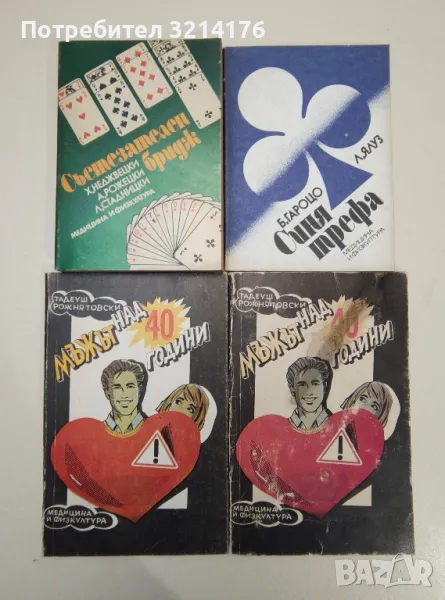 Потребител 3214176
Състезателен
бридж
Х. НЕДЖВЕЦКИ
А. РОЖЕЦКИ
Л. СТАДНИЦКИ
МЕДИЦИНА И ФИЗКУЛТУРА
Б. ГАРОЦО
Л. ЯЛУЗ
Синя
трефа
МЕДИЦИНА
И ФИЗКУЛТУРА
ТАДЕУШ
РОЖНЯТОВСКИ
МЪЖЪТ НАД
40
ГОДИНИ
МЕДИЦИНА
И ФИЗКУЛТУРА
ТАДЕУШ
РОЖНЯТОВСКИ
МЪЖЪТ НАД
40
ГОДИНИ
МЕДИЦИНА
И ФИЗКУЛТУРА
BAZAR